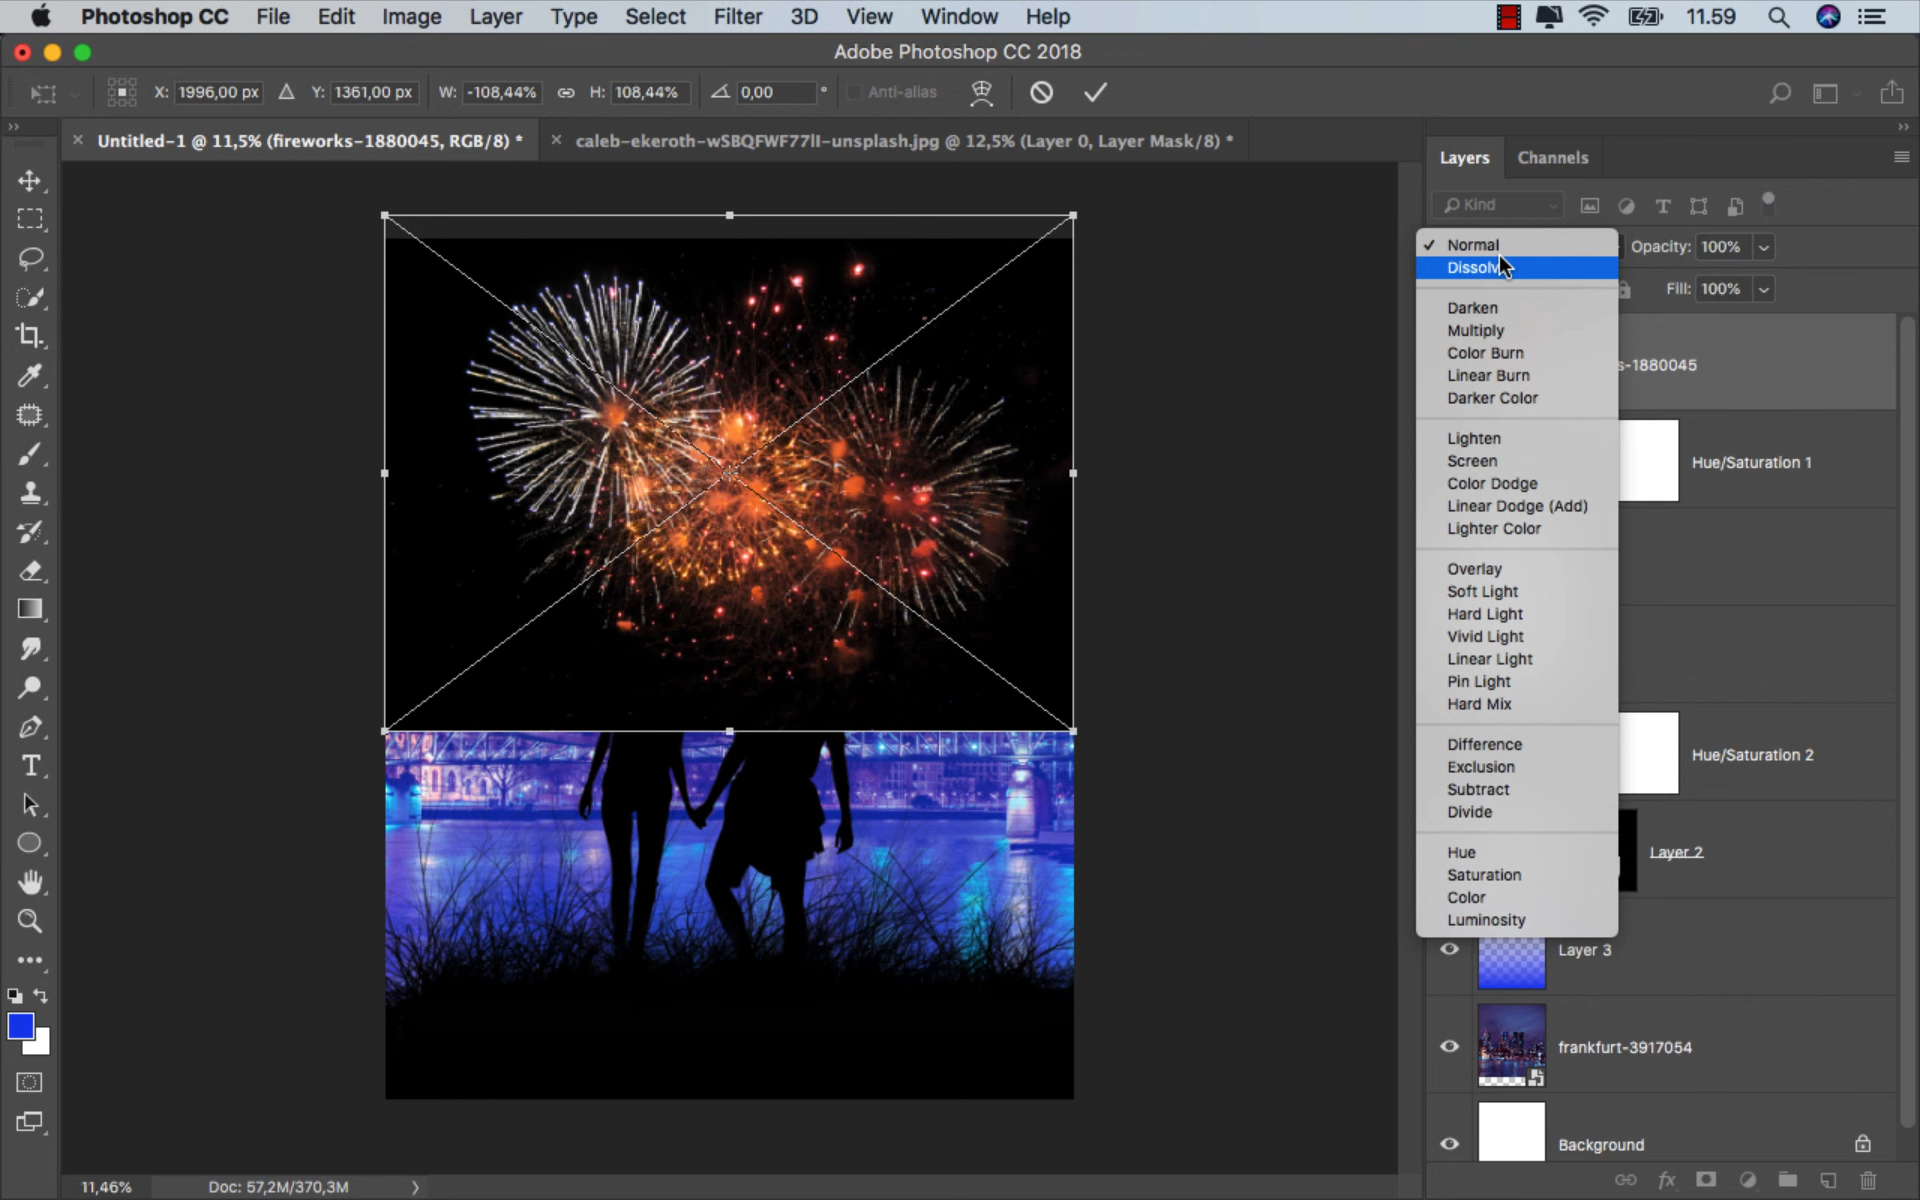 Photoshop CC File Edit Image Layer Type Select Filter 3D View Window Help 11.59
Adobe Photoshop CC 2018
X: 1996,00 px Y: 1361,00 px W: -108,44% H: 108,44% 0,00 ° Anti-alias
Untitled-1 @ 11,5% (fireworks-1880045, RGB/8) * caleb-ekeroth-wSBQFWF77lI-unsplash.jpg @ 12,5% (Layer 0, Layer Mask/8) *
Layers Channels
Kind
Opacity: 100%
Fill: 100%
Normal
Darken
Multiply
Color Burn
Linear Burn
Darker Color
Lighten
Screen
Color Dodge
Linear Dodge (Add)
Lighter Color
Overlay
Soft Light
Hard Light
Vivid Light
Linear Light
Pin Light
Hard Mix
Difference
Exclusion
Subtract
Divide
Hue
Saturation
Color
Luminosity
s-1880045
Hue/Saturation 1
Hue/Saturation 2
Layer 2
Layer 3
frankfurt-3917054
Background
11,46% Doc: 57,2M/370,3M